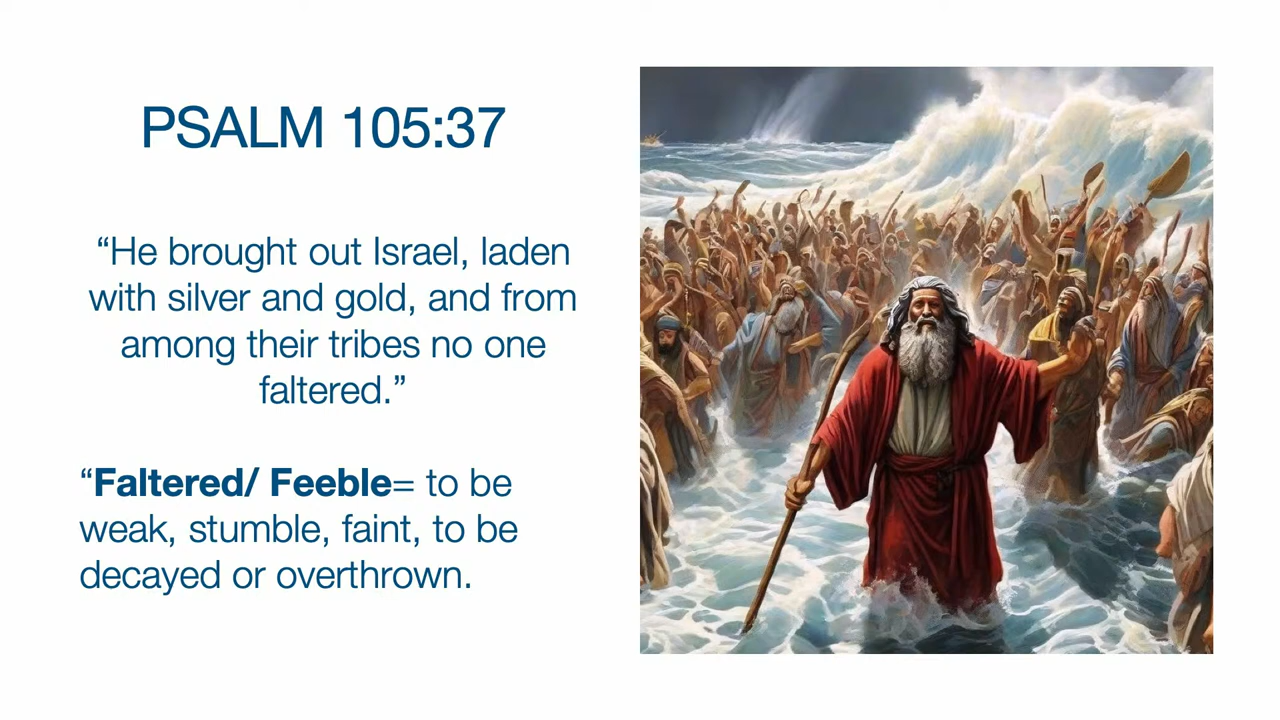 PSALM 105:37
“He brought out Israel, laden
with silver and gold, and from
among their tribes no one
faltered.”
“Faltered/ Feeble= to be
weak, stumble, faint, to be
decayed or overthrown.